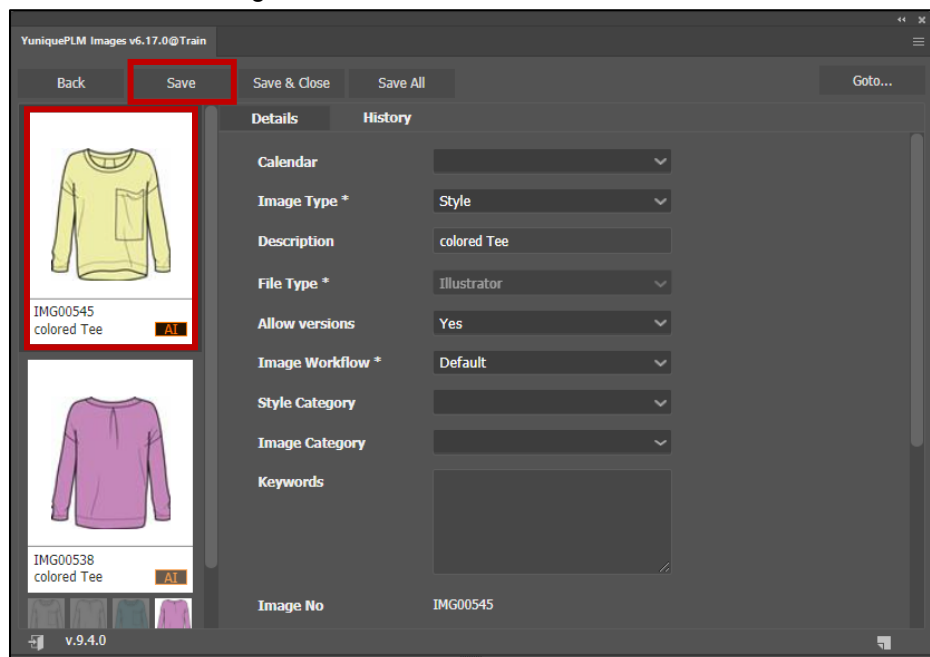 YuniquePLM Images v6.17.0@Train
Back Save Save & Close Save All Goto...
Details History
Calendar
Image Type * Style
Description colored Tee
File Type * Illustrator
Allow versions Yes
Image Workflow * Default
Style Category
Image Category
Keywords
Image No IMG00545
IMG00545
colored Tee AI
IMG00538
colored Tee AI
v.9.4.0